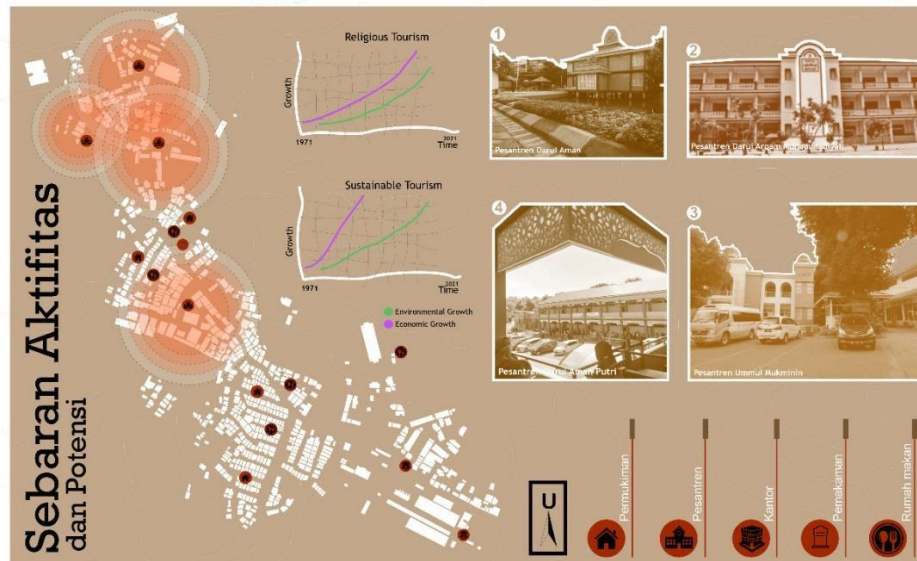 Sebaran Aktifitas
dan Potensi
Religious Tourism
Growth
1971
2021
Time
Sustainable Tourism
Growth
1971
2021
Time
Environmental Growth
Economic Growth
1
Pesantren Darul Aman
2
Pesantren Darul Arqam
4
Pesantren Darul Aman Putri
3
Pesantren Ummul Mukminin
U
Permukiman
Pesantren
Kantor
Pemakaman
Rumah makan